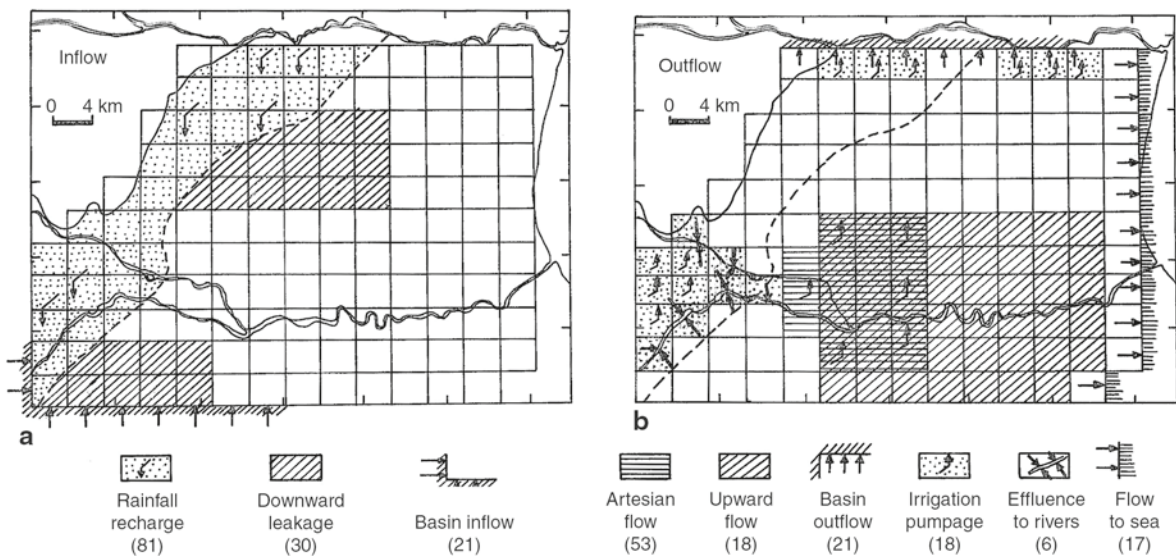 Inflow
0 4 km
a
Rainfall
recharge
(81)
Downward
leakage
(30)
Basin inflow
(21)
Outflow
0 4 km
b
Artesian
flow
(53)
Upward
flow
(18)
Basin
outflow
(21)
Irrigation
pumpage
(18)
Effluence
to rivers
(6)
Flow
to sea
(17)